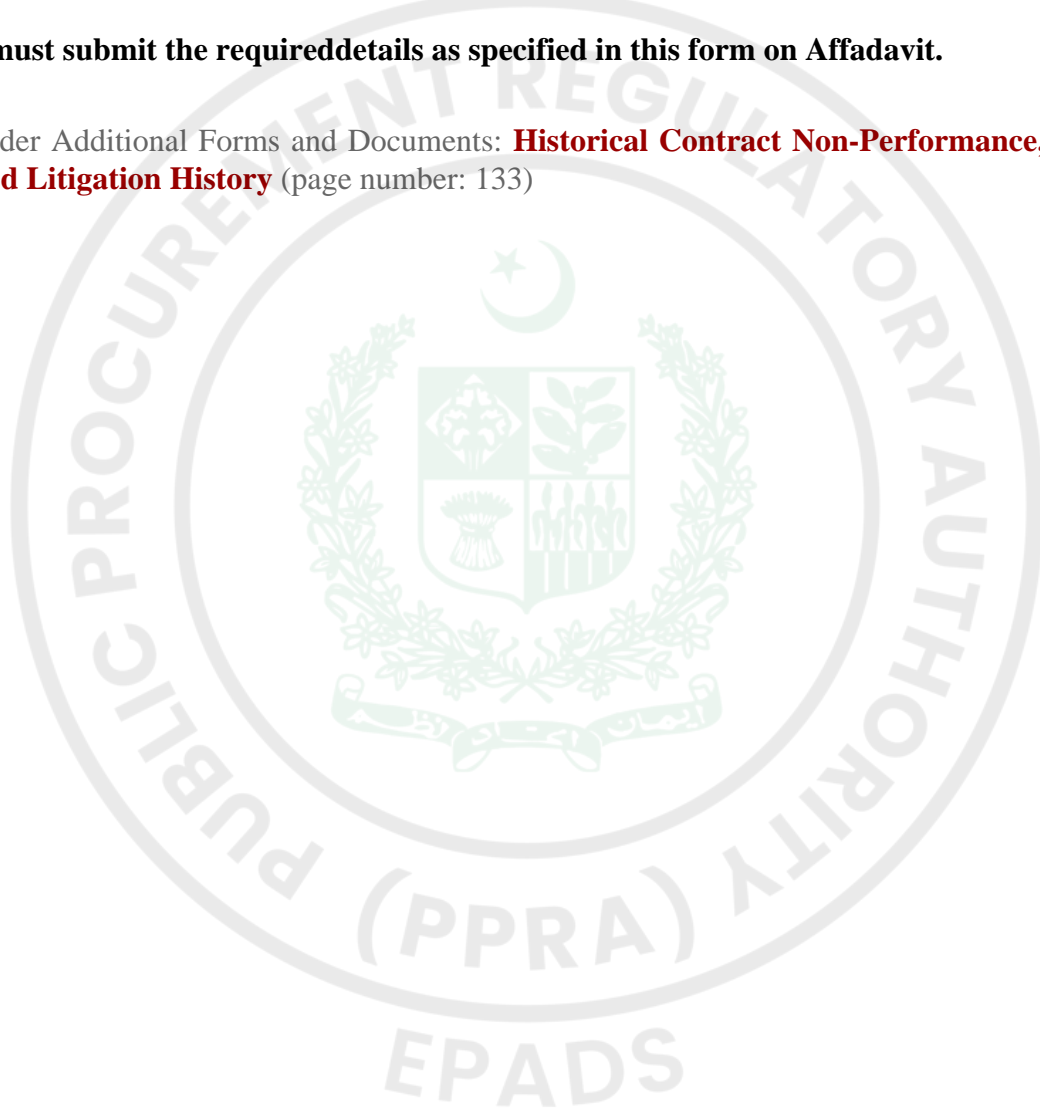 must submit the requireddetails as specified in this form on Affadavit.
der Additional Forms and Documents: Historical Contract Non-Performance,
d Litigation History (page number: 133)
PUBLIC PROCUREMENT REGULATORY AUTHORITY
(PPRA)
EPADS